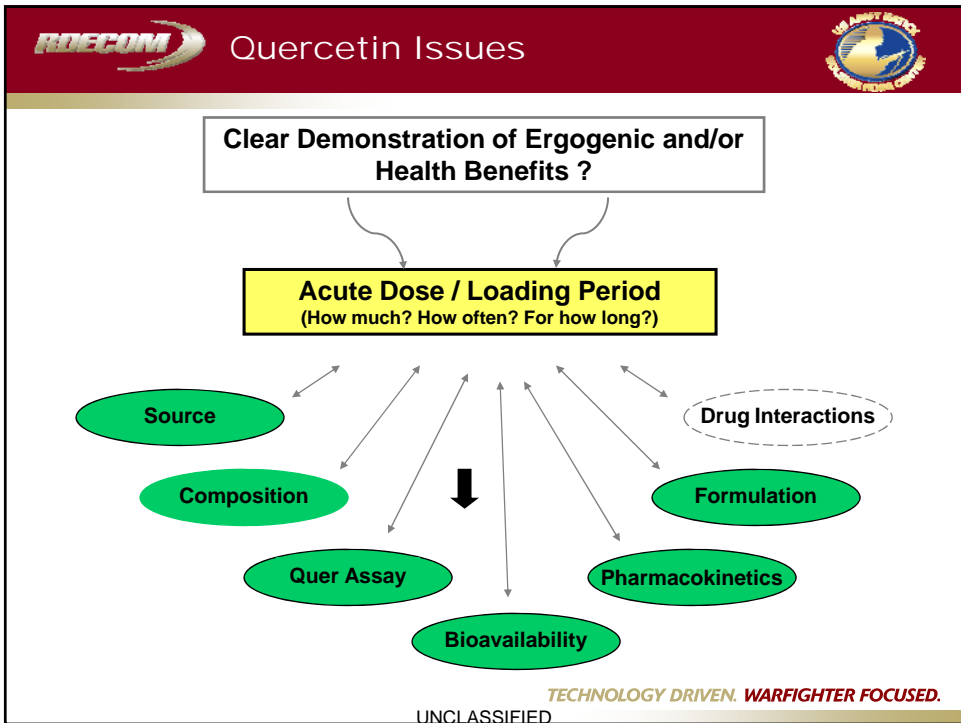 RDECOM Quercetin Issues
Clear Demonstration of Ergogenic and/or
Health Benefits ?
Acute Dose / Loading Period
(How much? How often? For how long?)
Source
Drug Interactions
Composition
Formulation
Quer Assay
Pharmacokinetics
Bioavailability
TECHNOLOGY DRIVEN. WARFIGHTER FOCUSED.
UNCLASSIFIED